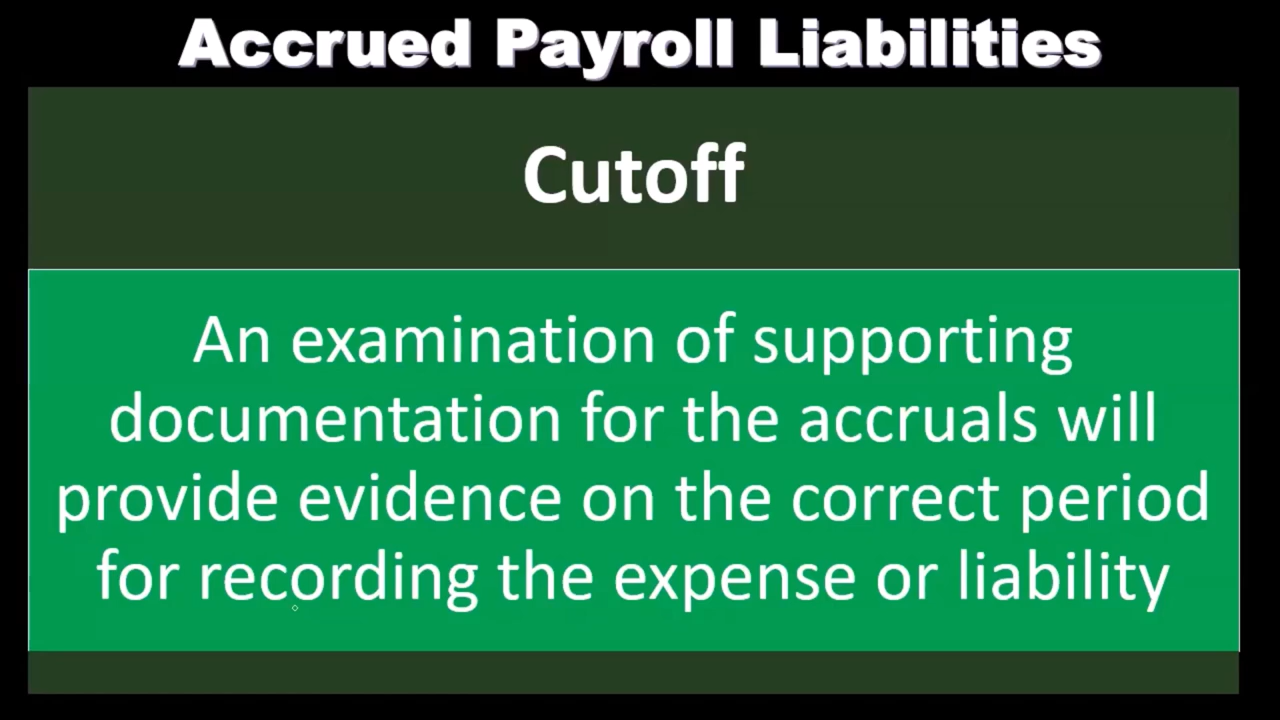 Accrued Payroll Liabilities
Cutoff
An examination of supporting
documentation for the accruals will
provide evidence on the correct period
for recording the expense or liability